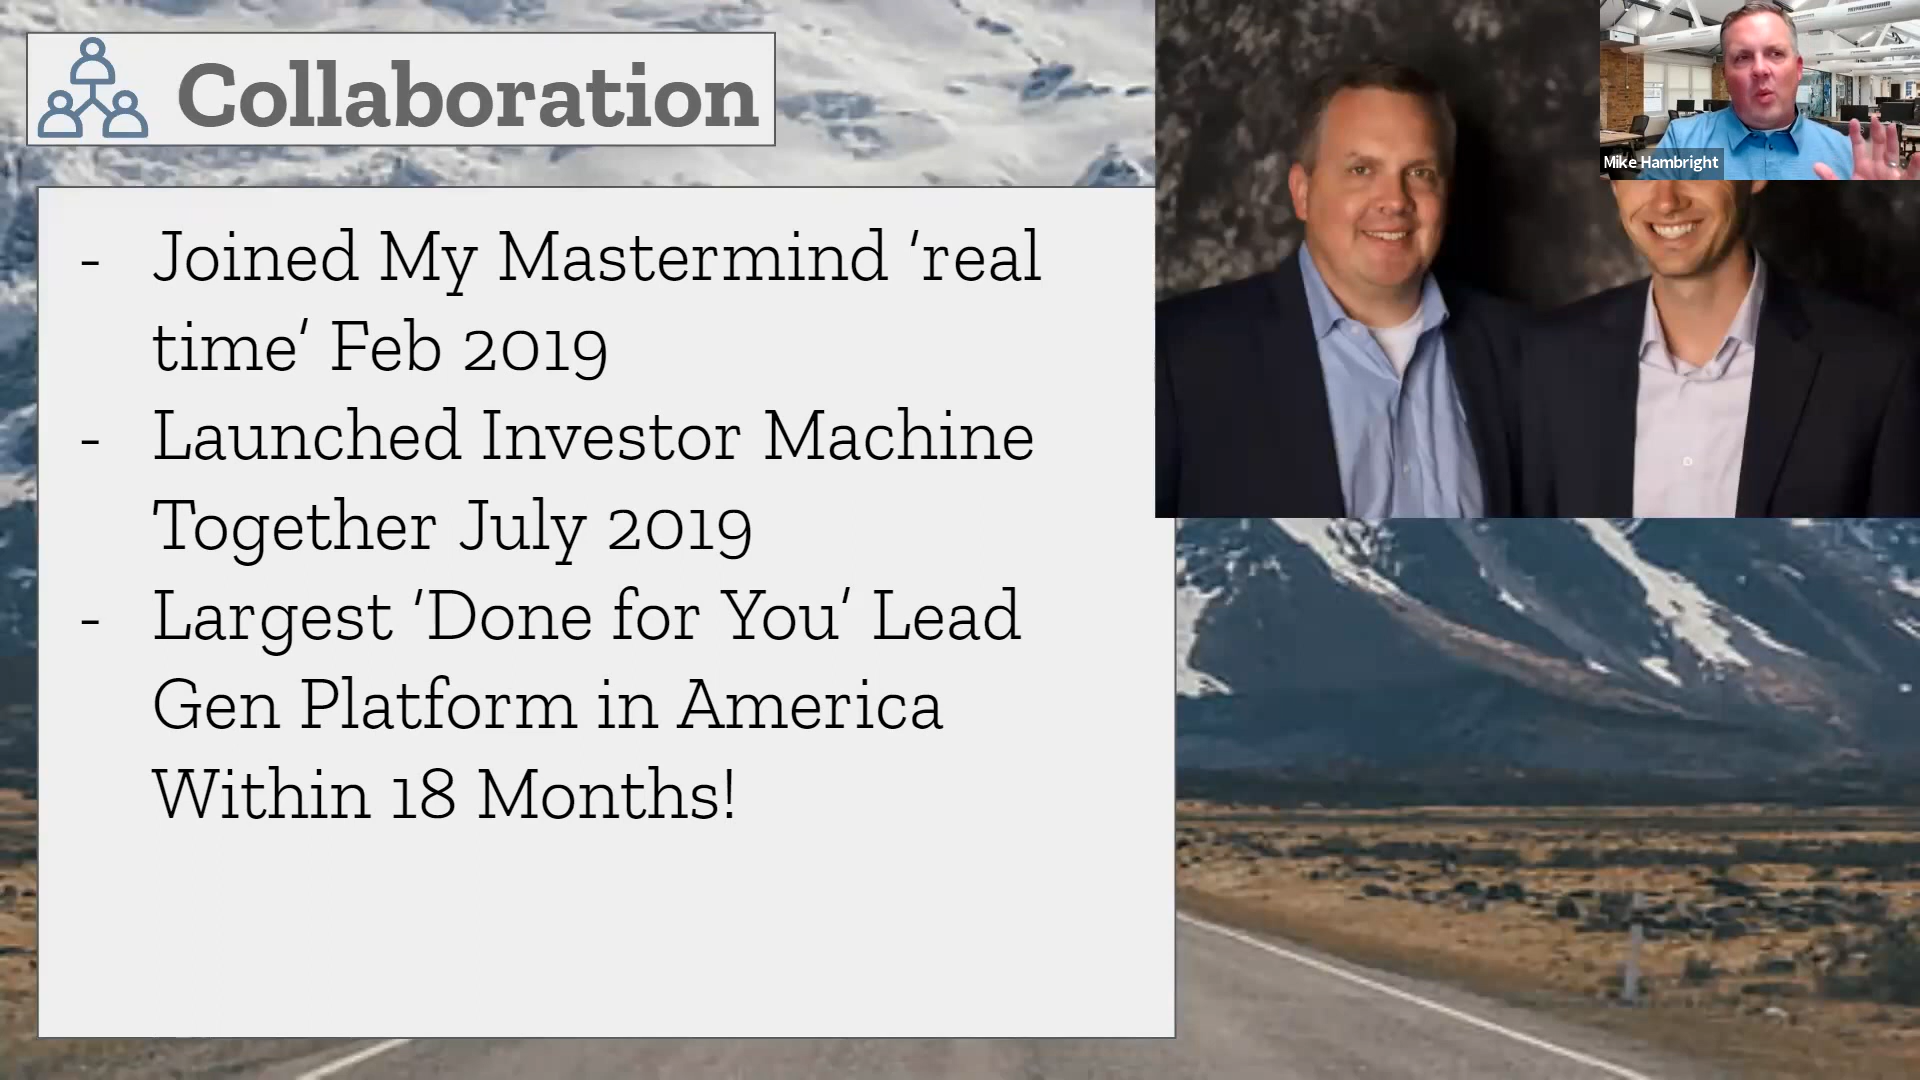 Collaboration
Mike Hambright
- Joined My Mastermind ‘real
time’ Feb 2019
- Launched Investor Machine
Together July 2019
- Largest ‘Done for You’ Lead
Gen Platform in America
Within 18 Months!